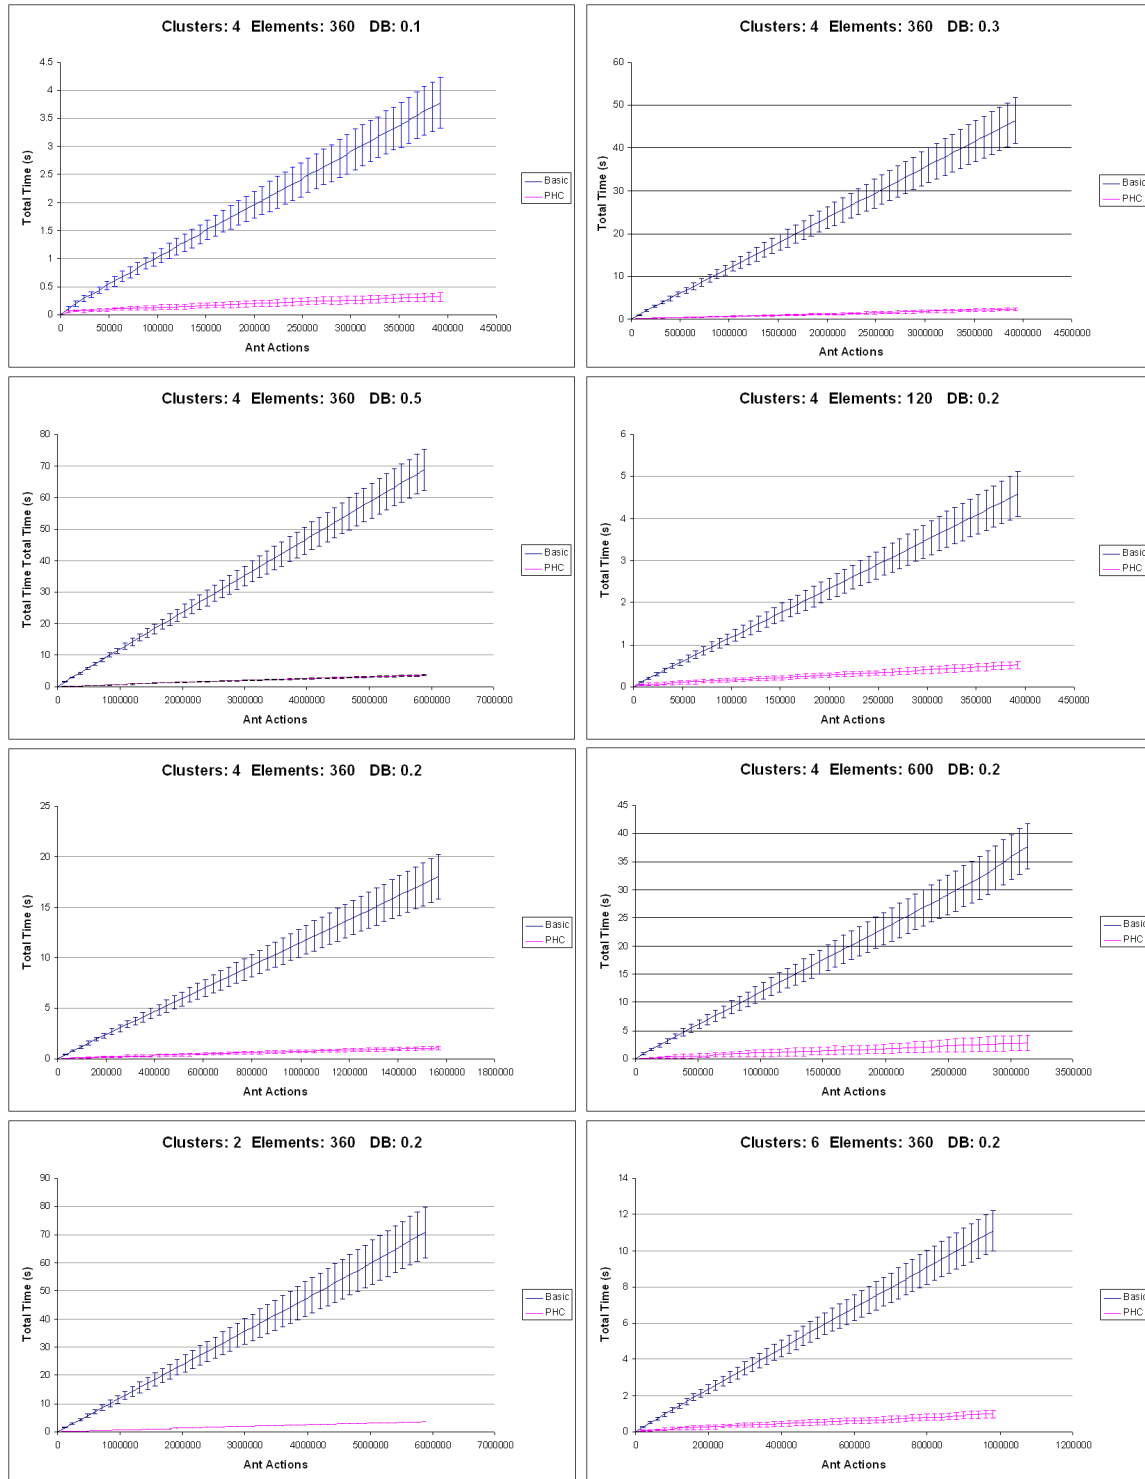 Clusters: 4 Elements: 360 DB: 0.1
4.5
4
3.5
3
2.5
2
1.5
1
0.5
0
Total Time (s)
0 50000 100000 150000 200000 250000 300000 350000 400000 450000
Ant Actions
Basic
PHC
Clusters: 4 Elements: 360 DB: 0.3
60
50
40
30
20
10
0
Total Time (s)
0 500000 1000000 1500000 2000000 2500000 3000000 3500000 4000000 4500000
Ant Actions
Basic
PHC
Clusters: 4 Elements: 360 DB: 0.5
80
70
60
50
40
30
20
10
0
Total Time Total Time (s)
0 1000000 2000000 3000000 4000000 5000000 6000000 7000000
Ant Actions
Basic
PHC
Clusters: 4 Elements: 120 DB: 0.2
6
5
4
3
2
1
0
Total Time (s)
0 50000 100000 150000 200000 250000 300000 350000 400000 450000
Ant Actions
Basic
PHC
Clusters: 4 Elements: 360 DB: 0.2
25
20
15
10
5
0
Total Time (s)
0 200000 400000 600000 800000 1000000 1200000 1400000 1600000 1800000
Ant Actions
Basic
PHC
Clusters: 4 Elements: 600 DB: 0.2
45
40
35
30
25
20
15
10
5
0
Total Time (s)
0 500000 1000000 1500000 2000000 2500000 3000000 3500000
Ant Actions
Basic
PHC
Clusters: 2 Elements: 360 DB: 0.2
90
80
70
60
50
40
30
20
10
0
Total Time (s)
0 1000000 2000000 3000000 4000000 5000000 6000000 7000000
Ant Actions
Basic
PHC
Clusters: 6 Elements: 360 DB: 0.2
14
12
10
8
6
4
2
0
Total Time (s)
0 200000 400000 600000 800000 1000000 1200000
Ant Actions
Basic
PHC